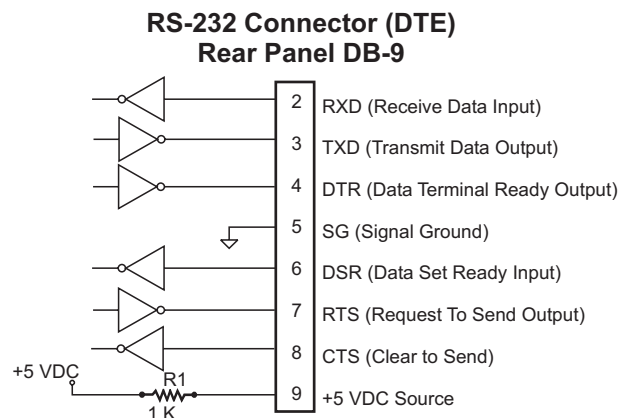 RS-232 Connector (DTE)
Rear Panel DB-9
2 RXD (Receive Data Input)
3 TXD (Transmit Data Output)
4 DTR (Data Terminal Ready Output)
5 SG (Signal Ground)
6 DSR (Data Set Ready Input)
7 RTS (Request To Send Output)
8 CTS (Clear to Send)
+5 VDC R1 9 +5 VDC Source
1 K